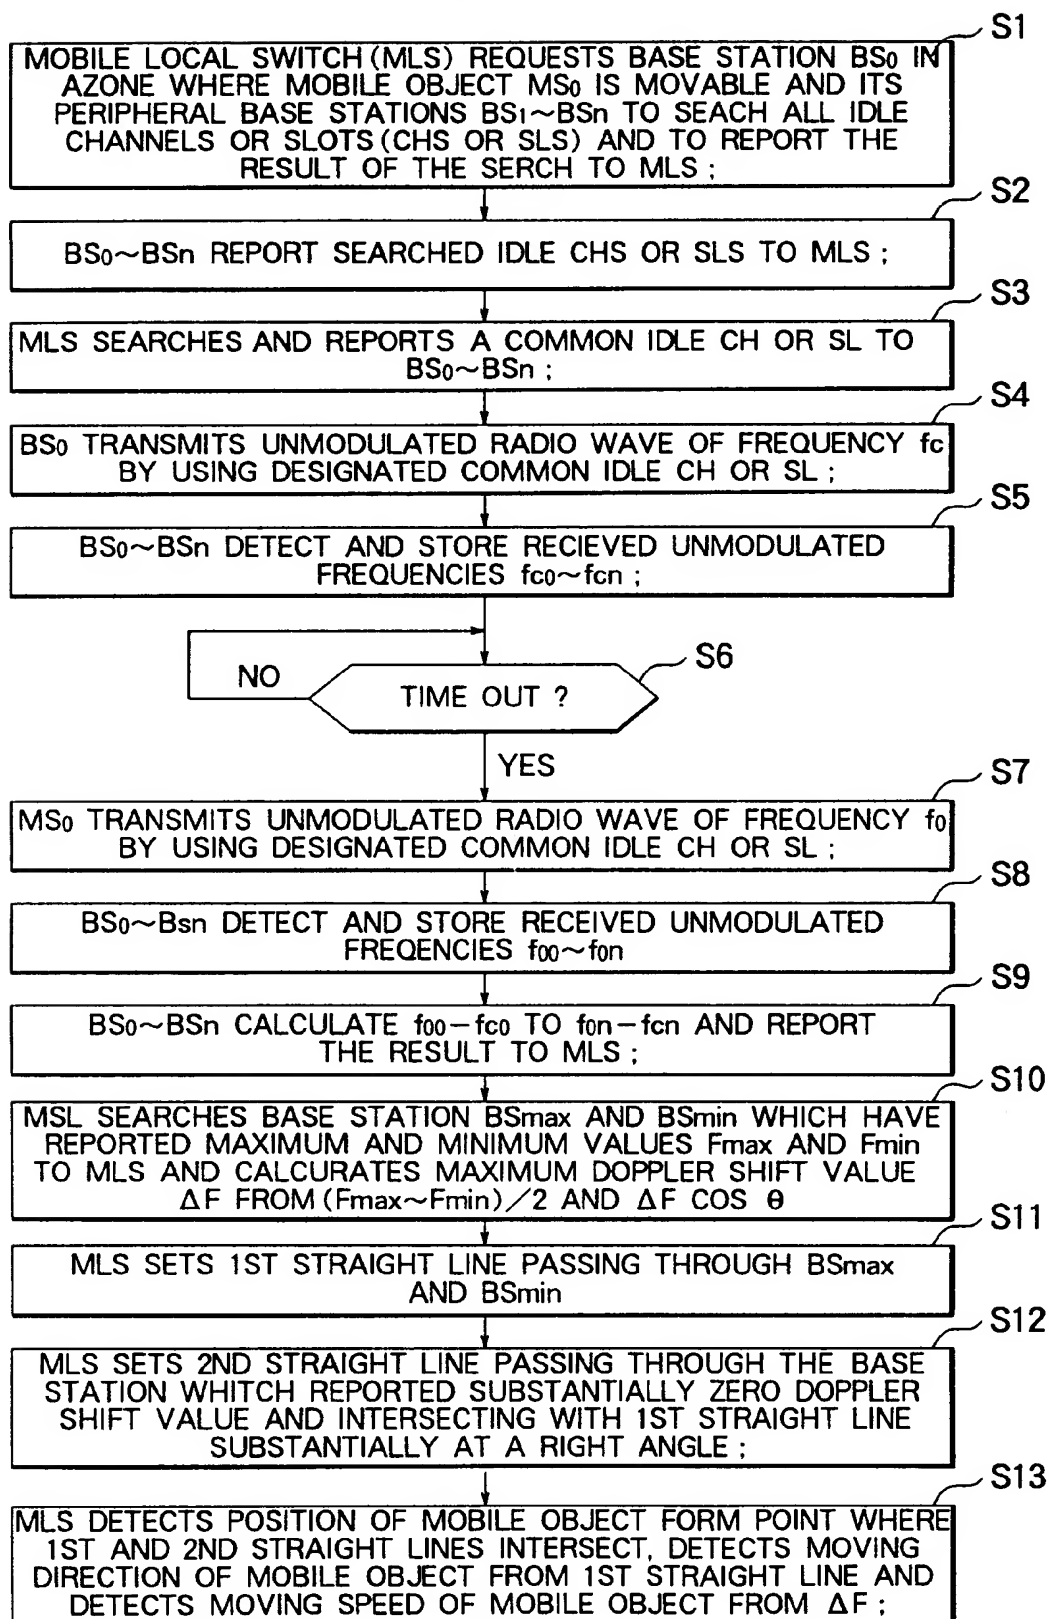 S1
MOBILE LOCAL SWITCH (MLS) REQUESTS BASE STATION BS0 IN
AZONE WHERE MOBILE OBJECT MS0 IS MOVABLE AND ITS
PERIPHERAL BASE STATIONS BS1~BSn TO SEACH ALL IDLE
CHANNELS OR SLOTS (CHS OR SLS) AND TO REPORT THE
RESULT OF THE SERCH TO MLS ;
S2
BS0~BSn REPORT SEARCHED IDLE CHS OR SLS TO MLS ;
S3
MLS SEARCHES AND REPORTS A COMMON IDLE CH OR SL TO
BS0~BSn ;
S4
BS0 TRANSMITS UNMODULATED RADIO WAVE OF FREQUENCY fc
BY USING DESIGNATED COMMON IDLE CH OR SL ;
S5
BS0~BSn DETECT AND STORE RECIEVED UNMODULATED
FREQUENCIES fc0~fcn ;
S6
NO
TIME OUT ?
YES
S7
MS0 TRANSMITS UNMODULATED RADIO WAVE OF FREQUENCY f0
BY USING DESIGNATED COMMON IDLE CH OR SL ;
S8
BS0~Bsn DETECT AND STORE RECEIVED UNMODULATED
FREQENCIES f00~f0n
S9
BS0~BSn CALCULATE f00-fc0 TO f0n-fcn AND REPORT
THE RESULT TO MLS ;
S10
MSL SEARCHES BASE STATION BSmax AND BSmin WHICH HAVE
REPORTED MAXIMUM AND MINIMUM VALUES Fmax AND Fmin
TO MLS AND CALCURATES MAXIMUM DOPPLER SHIFT VALUE
ΔF FROM (Fmax~Fmin)/2 AND ΔF COS θ
S11
MLS SETS 1ST STRAIGHT LINE PASSING THROUGH BSmax
AND BSmin
S12
MLS SETS 2ND STRAIGHT LINE PASSING THROUGH THE BASE
STATION WHITCH REPORTED SUBSTANTIALLY ZERO DOPPLER
SHIFT VALUE AND INTERSECTING WITH 1ST STRAIGHT LINE
SUBSTANTIALLY AT A RIGHT ANGLE ;
S13
MLS DETECTS POSITION OF MOBILE OBJECT FORM POINT WHERE
1ST AND 2ND STRAIGHT LINES INTERSECT, DETECTS MOVING
DIRECTION OF MOBILE OBJECT FROM 1ST STRAIGHT LINE AND
DETECTS MOVING SPEED OF MOBILE OBJECT FROM ΔF ;